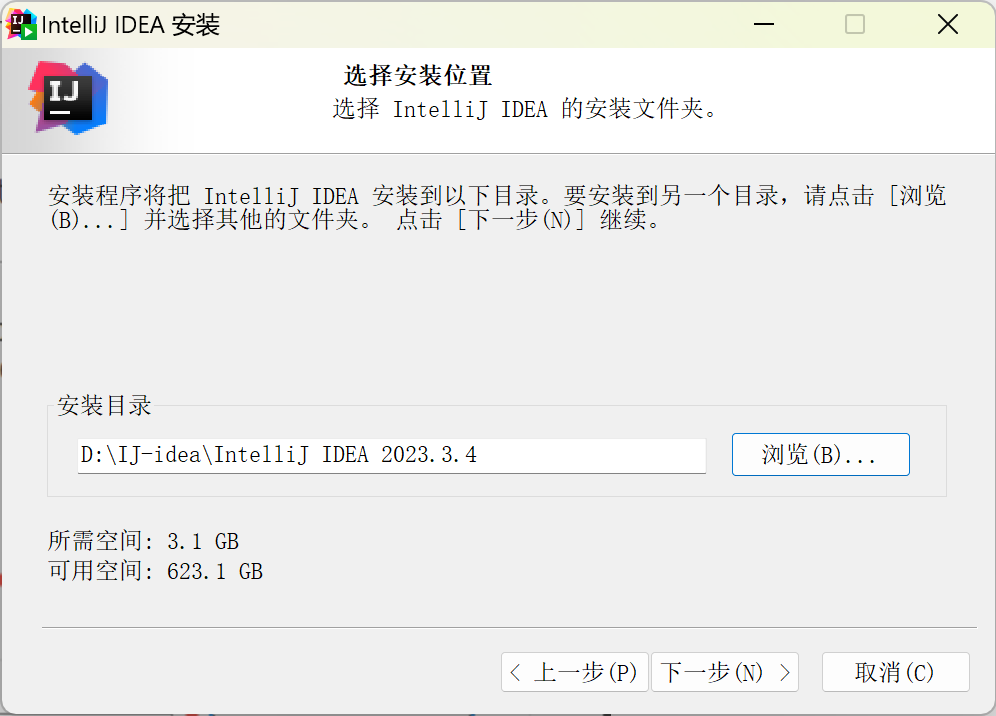 IntelliJ IDEA 安装
IJ
选择安装位置
选择 IntelliJ IDEA 的安装文件夹。
安装程序将把 IntelliJ IDEA 安装到以下目录。要安装到另一个目录，请点击 [浏览
(B)...] 并选择其他的文件夹。 点击 [下一步(N)] 继续。
安装目录
D:\IJ-idea\IntelliJ IDEA 2023.3.4
浏览(B)...
所需空间: 3.1 GB
可用空间: 623.1 GB
< 上一步(P) 下一步(N) > 取消(C)